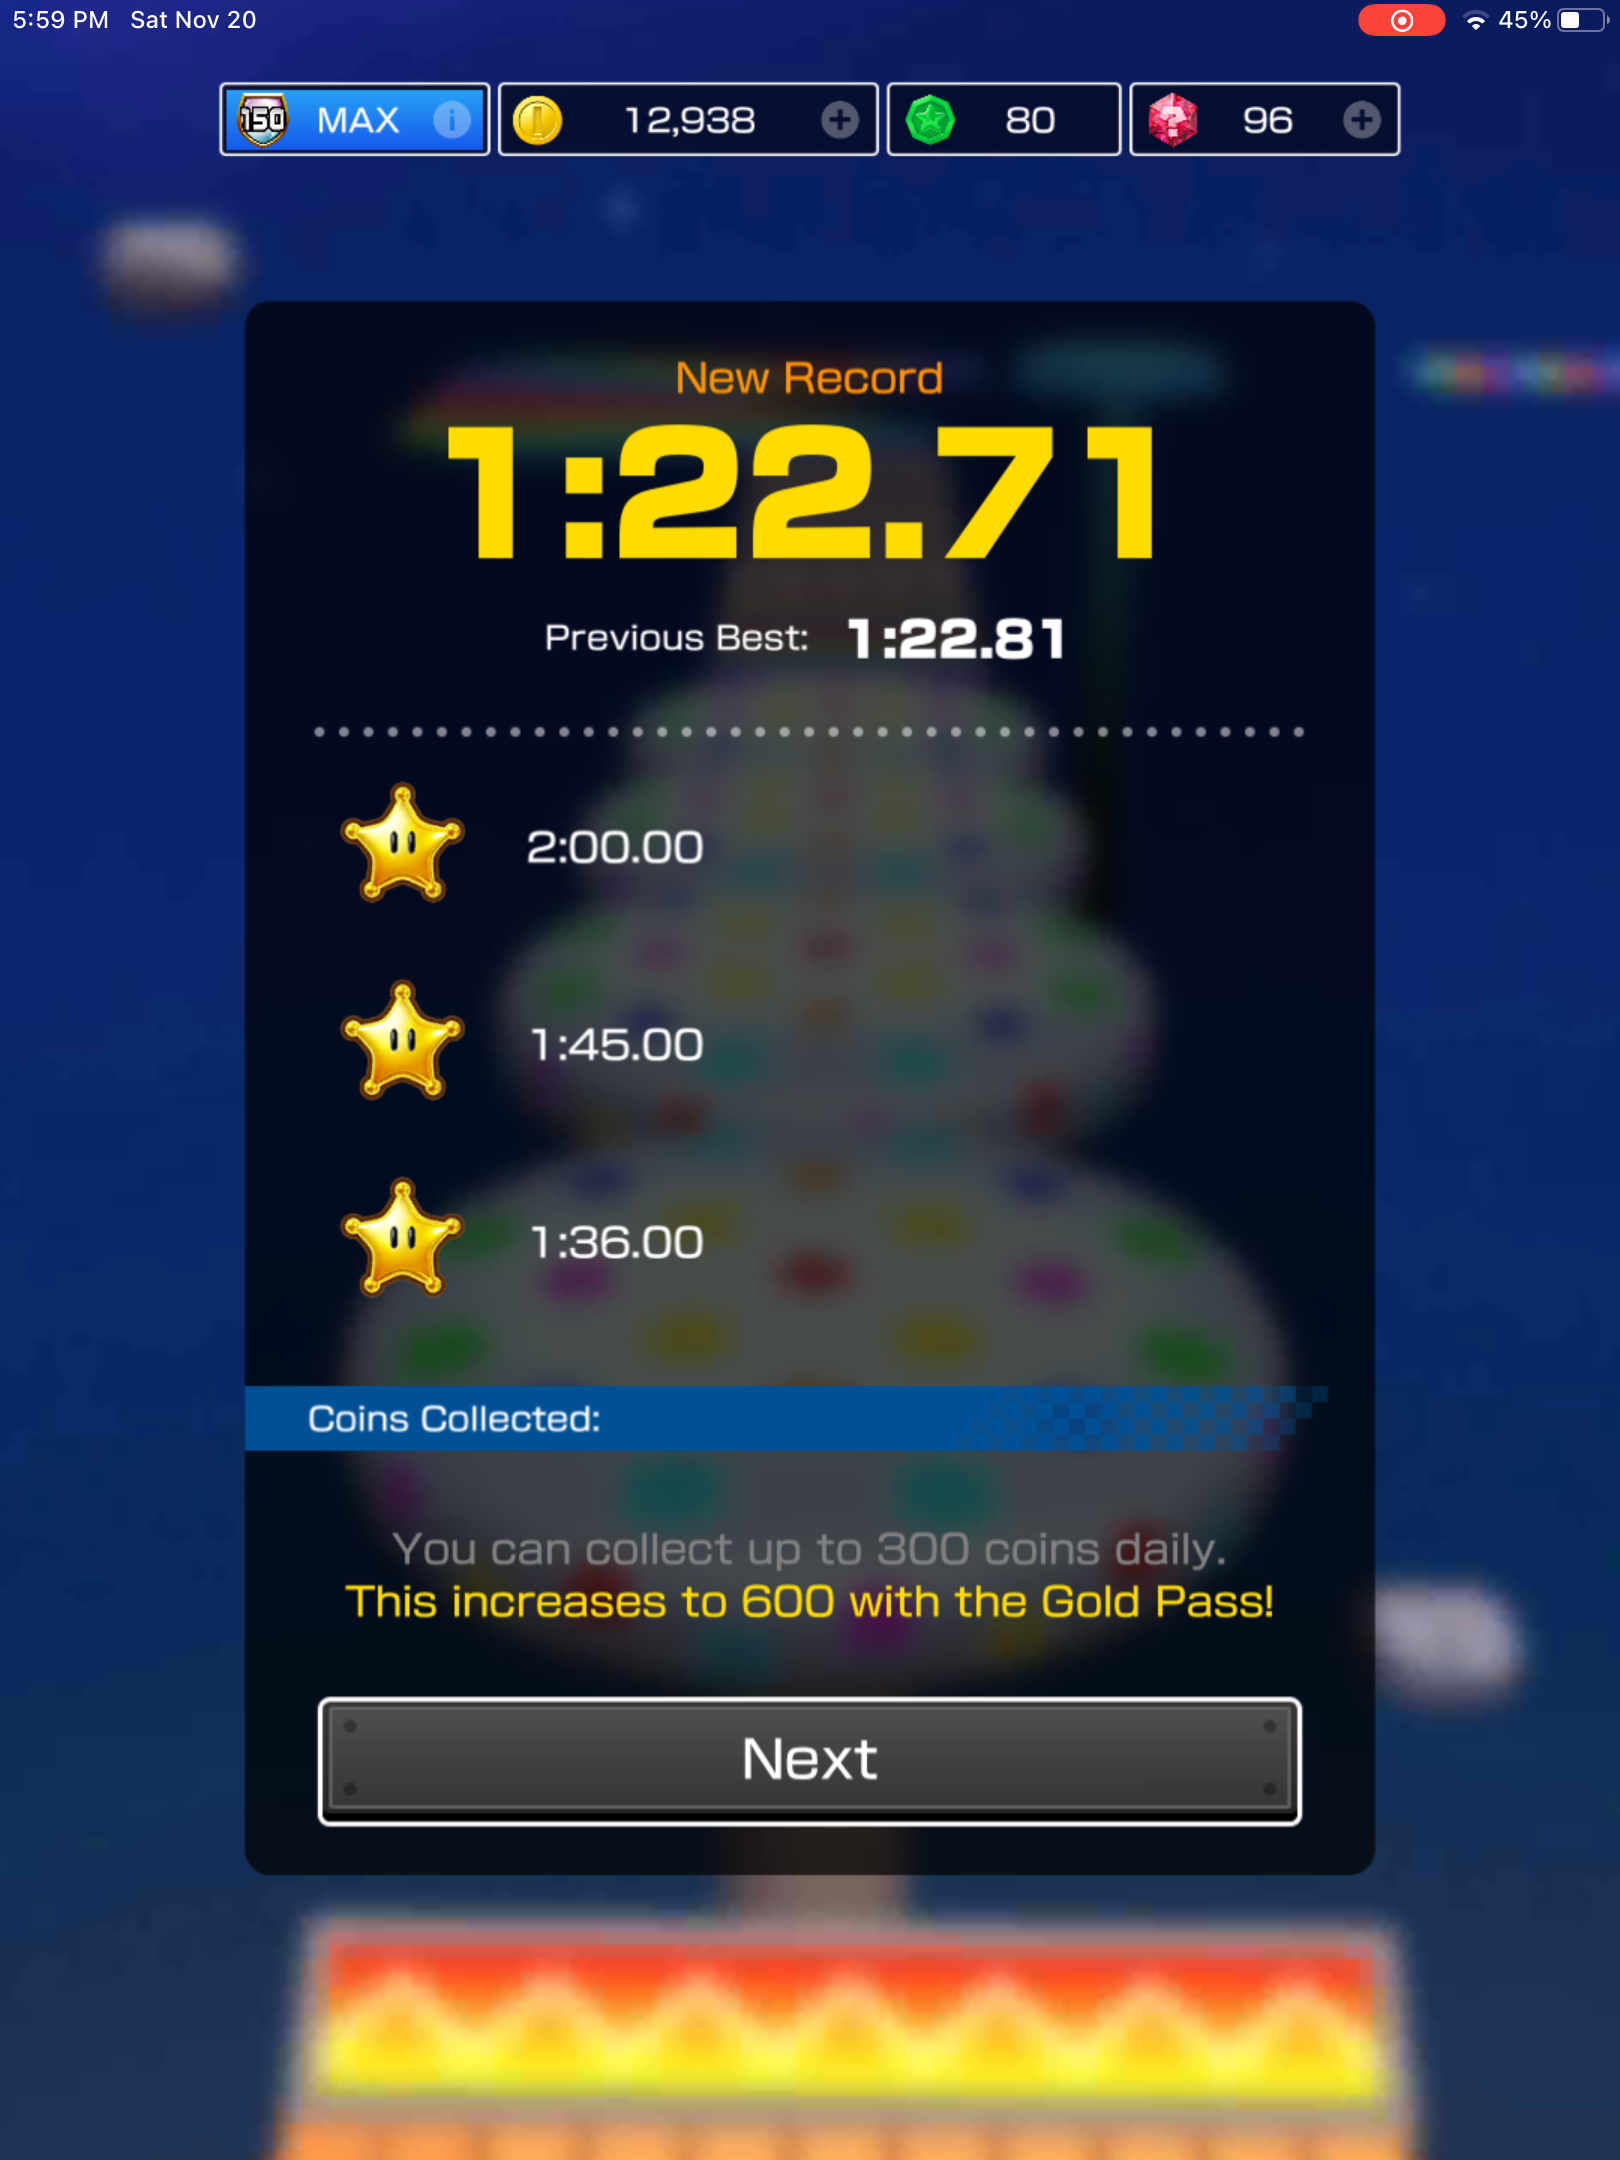 5:59 PM Sat Nov 20
45%
150 MAX i 12,938 + 80 ? 96 +
New Record
1:22.71
Previous Best: 1:22.81
2:00.00
1:45.00
1:36.00
Coins Collected:
You can collect up to 300 coins daily.
This increases to 600 with the Gold Pass!
Next